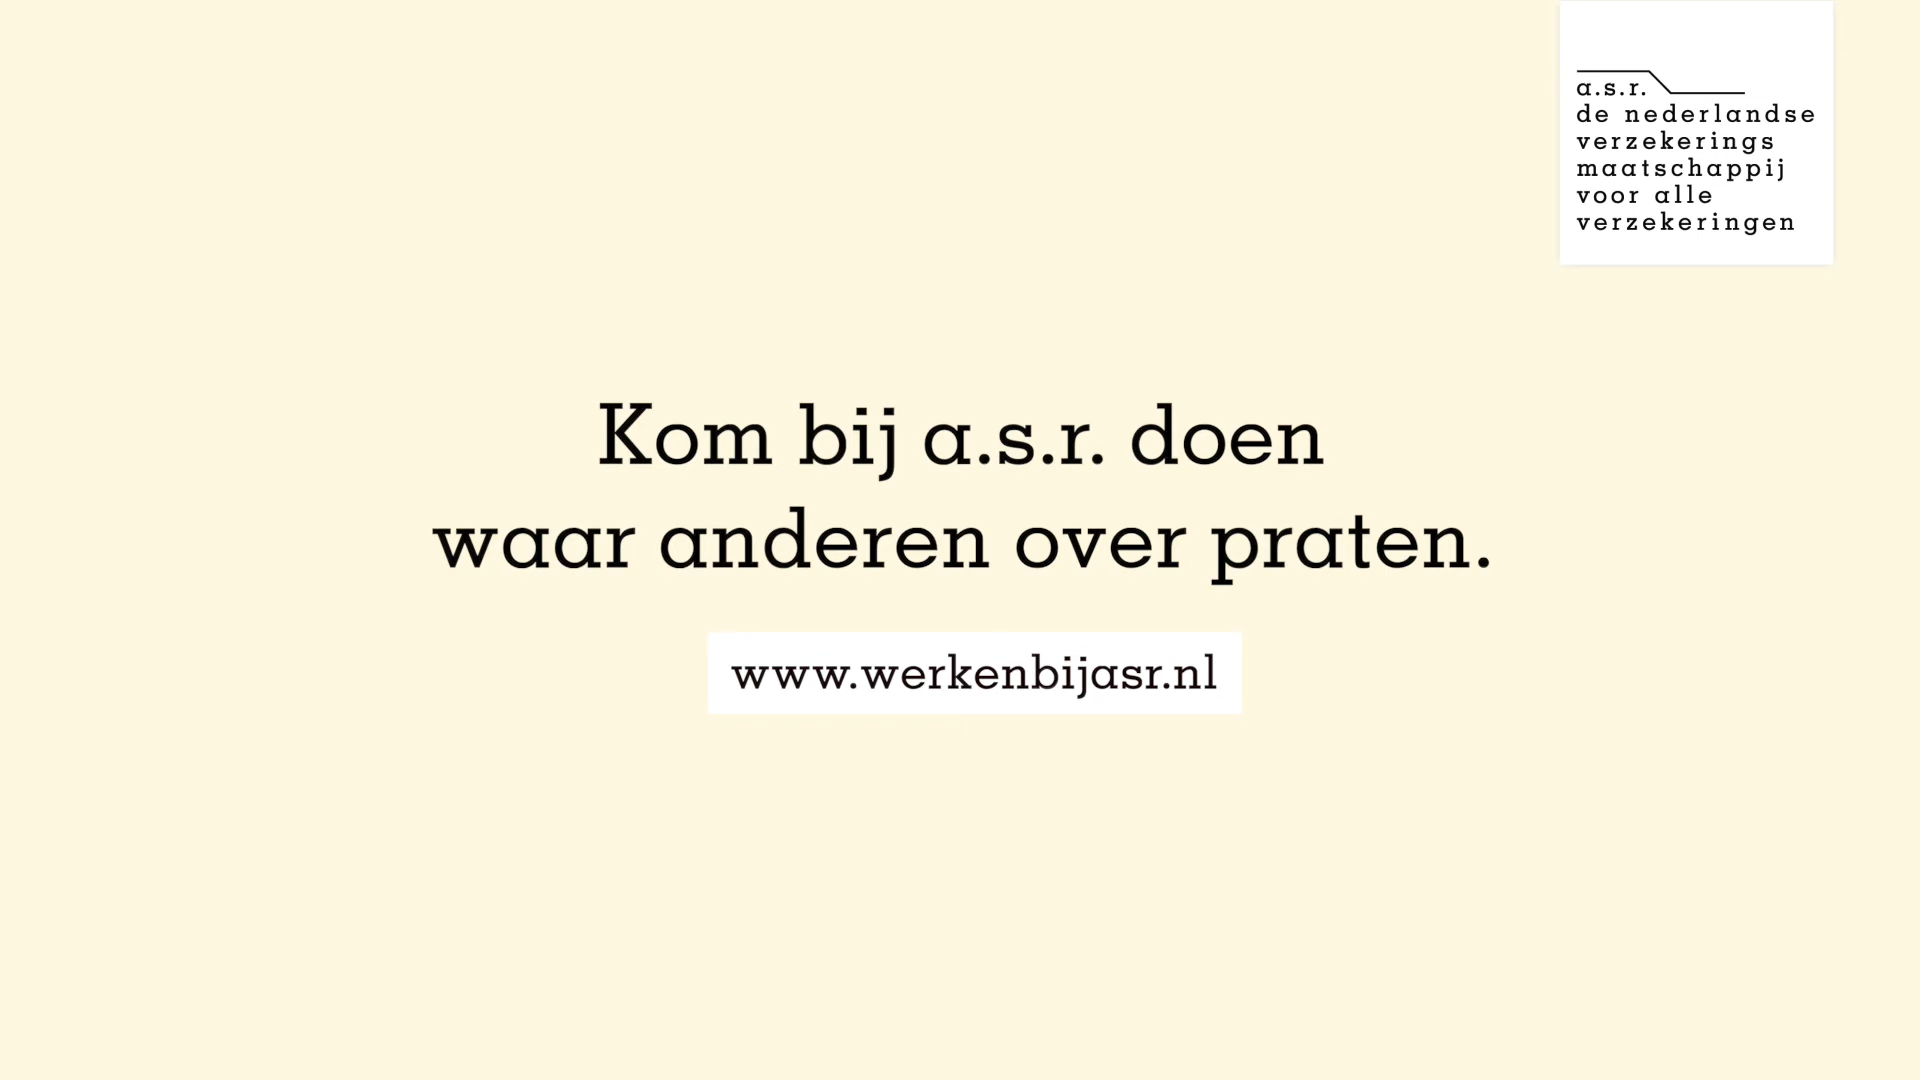 a.s.r.
de nederlandse
verzekerings
maatschappij
voor alle
verzekeringen
Kom bij a.s.r. doen
waar anderen over praten.
www.werkenbijasr.nl